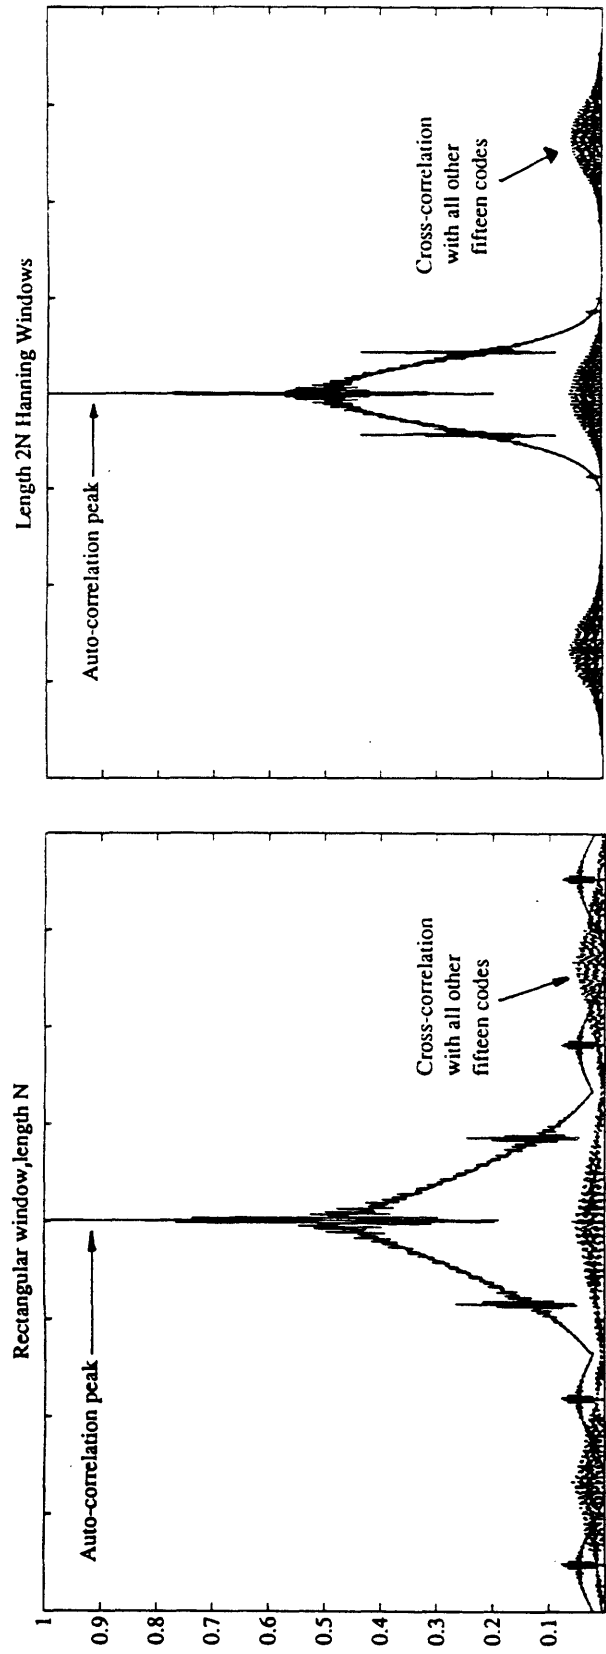 Rectangular window,length N
Auto-correlation peak
Cross-correlation
with all other
fifteen codes
1
0.9
0.8
0.7
0.6
0.5
0.4
0.3
0.2
0.1
Length 2N Hanning Windows
Auto-correlation peak
Cross-correlation
with all other
fifteen codes